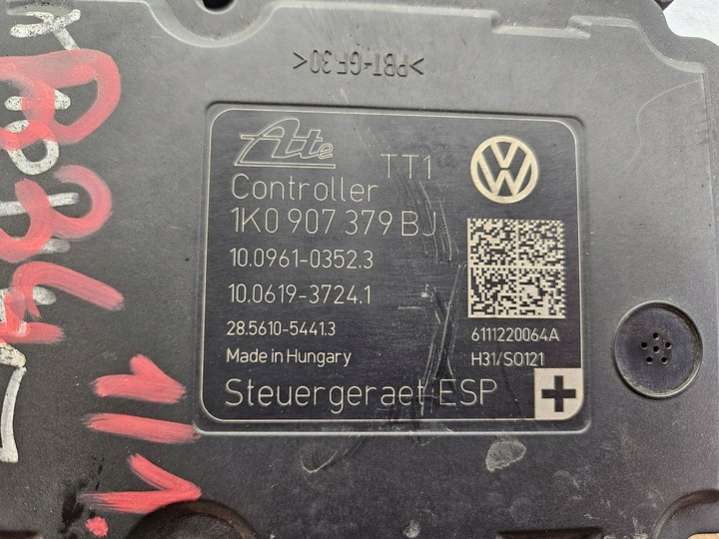 >PBT-GF30<
Ate
TT1
Controller
1K0 907 379 BJ
10.0961-0352.3
10.0619-3724.1
28.5610-5441.3
Made in Hungary
6111220064A
H31/SO121
Steuergeraet ESP